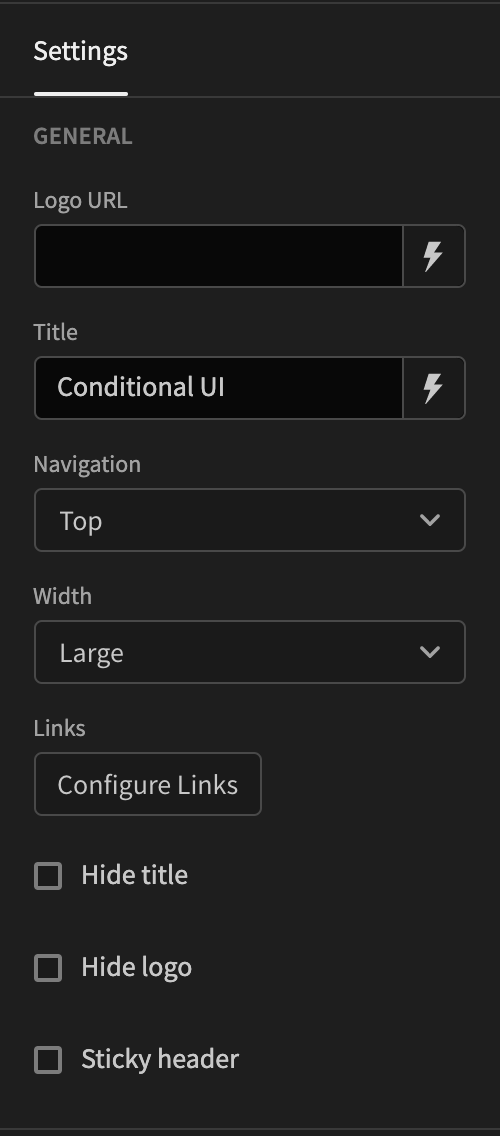 Settings
GENERAL
Logo URL
Title
Conditional UI
Navigation
Top
Width
Large
Links
Configure Links
Hide title
Hide logo
Sticky header